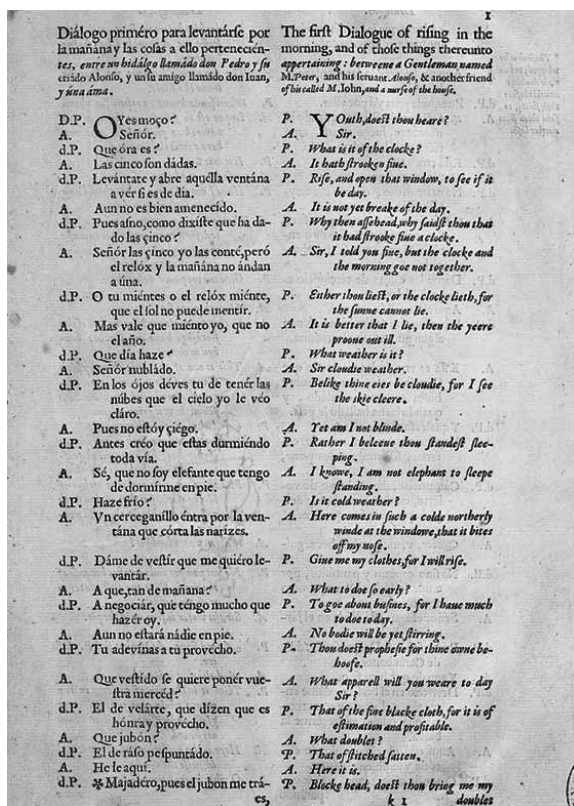 1
Diálogo priméro para levantárse por
la mañana y las cosas a ello pertenecien-
tes, entre un hidálgo llamádo don Pedro y su
criádo Alonso, y un su amigo llamádo don Iuan,
y úna áma.
D.P. OYes moço?
A. Señór.
d.P. Que óra es?
A. Las cinco son dádas.
d.P. Levántate y abre aquélla ventána
a vér si es de dia.
A. Aun no es bien amenecido.
d.P. Pues asno, como dixíste que ha da-
do las çinco?
A. Señór las çinco yo las conté, peró
el relóx y la mañána no ándan
a úna.
d.P. O tu miéntes o el relóx miénte,
que el sol no puede mentír.
A. Mas vale que miénto yo, que no
el año.
d.P. Que día haze?
A. Señor nubládo.
d.P. En los ójos déves tu de tenér las
núbes que el cielo yo le véo
cláro.
A. Pues no estóy çiégo.
d.P. Antes créo que estas durmiéndo
toda vía.
A. Sé, que no soy elefante que tengo
de dormírme en pie.
d.P. Haze frío?
A. Vn cerceganíllo éntra por la ven-
tána que córta las narízes.
d.P. Dáme de vestír que me quiéro le-
vantár.
A. A que, tan de mañana?
d.P. A negociár, que téngo mucho que
hazér oy.
A. Aun no estará nádie en pie.
d.P. Tu adevínas a tu provécho.
A. Que vestído se quiere ponér vue-
stra mercéd?
d.P. El de velárte, que dízen que es
hónra y provécho.
A. Que jubón?
d.P. El de ráso pespuntádo.
A. He le aquí.
d.P. * Majadéro, pues el jubon me trá-
es,
The first Dialogue of rising in the
morning, and of those things thereunto
appertaining: betweene a Gentleman, named
M. Peter, and his seruant Alonso, & another friend
of his called M. Iohn, and a nurse of the house.
P. YOuth, doest thou heare?
A. Sir.
P. What is it of the clocke?
A. It hath strooken fiue.
P. Rise, and open that window, to see if it
be day.
A. It is not yet breake of the day.
P. Why then assehead, why saidst thou that
it had strooke fiue a clocke.
A. Sir, I told you fiue, but the clocke and
the morning goe not together.
P. Either thou liest, or the clocke lieth, for
the sunne cannot lie.
A. It is better that I lie, then the yeere
prooue out ill.
P. What weather is it?
A. Sir cloudie weather.
P. Belike thine eies be cloudie, for I see
the skie cleere.
A. Yet am I not blinde.
P. Rather I beleeue thou standest slee-
ping.
A. I knowe, I am not elephant to sleepe
standing.
P. Is it cold weather?
A. Here comes in such a colde northerly
winde at the windowe, that it bites
off my nose.
P. Giue me my clothes, for I will rise.
A. What to doe so early?
P. To goe about busines, for I haue much
to doe to day.
A. No bodie will be yet stirring.
P. Thou doest prophesie for thine owne be-
hoofe.
A. What apparell will you weare to day
Sir?
P. That of the fine blacke cloth, for it is of
estimation and profitable.
A. What doublet?
P. That of stitched satten.
A. Here it is.
P. Blocke head, doest thou bring me my
k 1 doubles